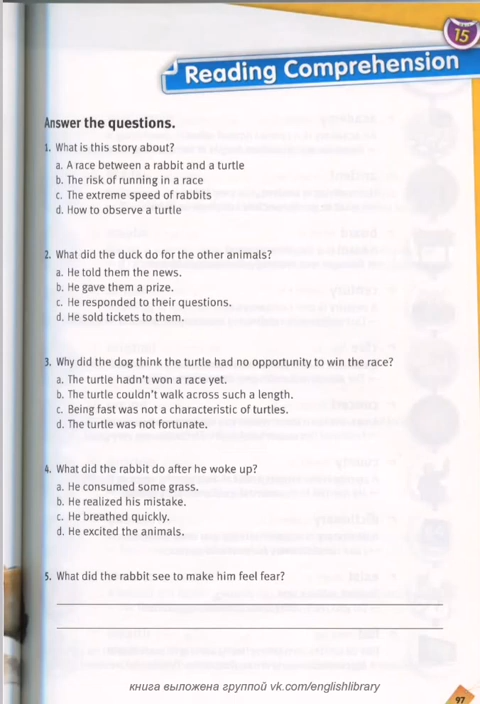 15
Reading Comprehension
Answer the questions.
1. What is this story about?
a. A race between a rabbit and a turtle
b. The risk of running in a race
c. The extreme speed of rabbits
d. How to observe a turtle
2. What did the duck do for the other animals?
a. He told them the news.
b. He gave them a prize.
c. He responded to their questions.
d. He sold tickets to them.
3. Why did the dog think the turtle had no opportunity to win the race?
a. The turtle hadn't won a race yet.
b. The turtle couldn't walk across such a length.
c. Being fast was not a characteristic of turtles.
d. The turtle was not fortunate.
4. What did the rabbit do after he woke up?
a. He consumed some grass.
b. He realized his mistake.
c. He breathed quickly.
d. He excited the animals.
5. What did the rabbit see to make him feel fear?
книга выложена группой vk.com/englishlibrary
97